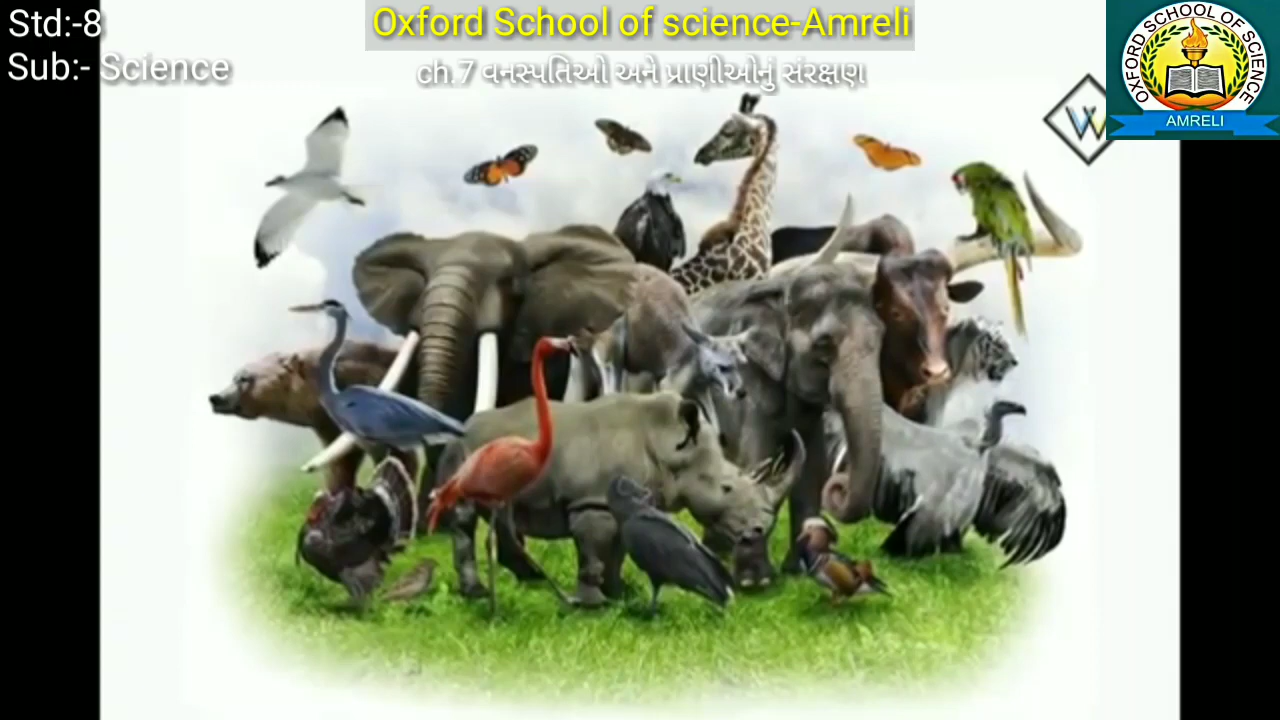 Std:-8
Sub:- Science
Oxford School of science-Amreli
ch.7 વનસ્પતિઓ અને પ્રાણીઓનું સંરક્ષણ
W
OXFORD SCHOOL OF SCIENCE
AMRELI